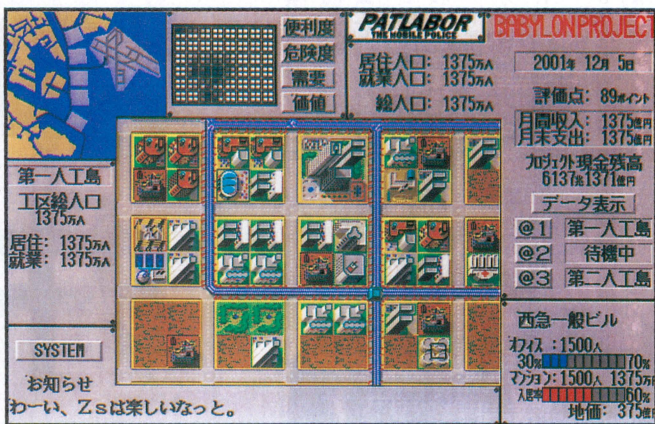 便利度
危険度
需要
価値
PATLABOR
THE MOBILE POLICE
BABYLON PROJECT
居住人口: 1375万人
就業人口: 1375万人
絵人口: 1375万人
2001年 12月 5日
評価点: 89ポイント
月間収入: 1375億円
月末支出: 1375億円
プロジェクト現金残高
6137兆1371億円
データ表示
@1 第一人工島
@2 待機中
@3 第二人工島
第一人工島
工区絵人口
1375万人
居住: 1375万人
就業: 1375万人
SYSTEM
お知らせ
わーい、Zsは楽しいなっと。
西急一般ビル
オフィス :1500人
30% 70%
マンション:1500人 1375万円
入居率 60%
地価: 375億円